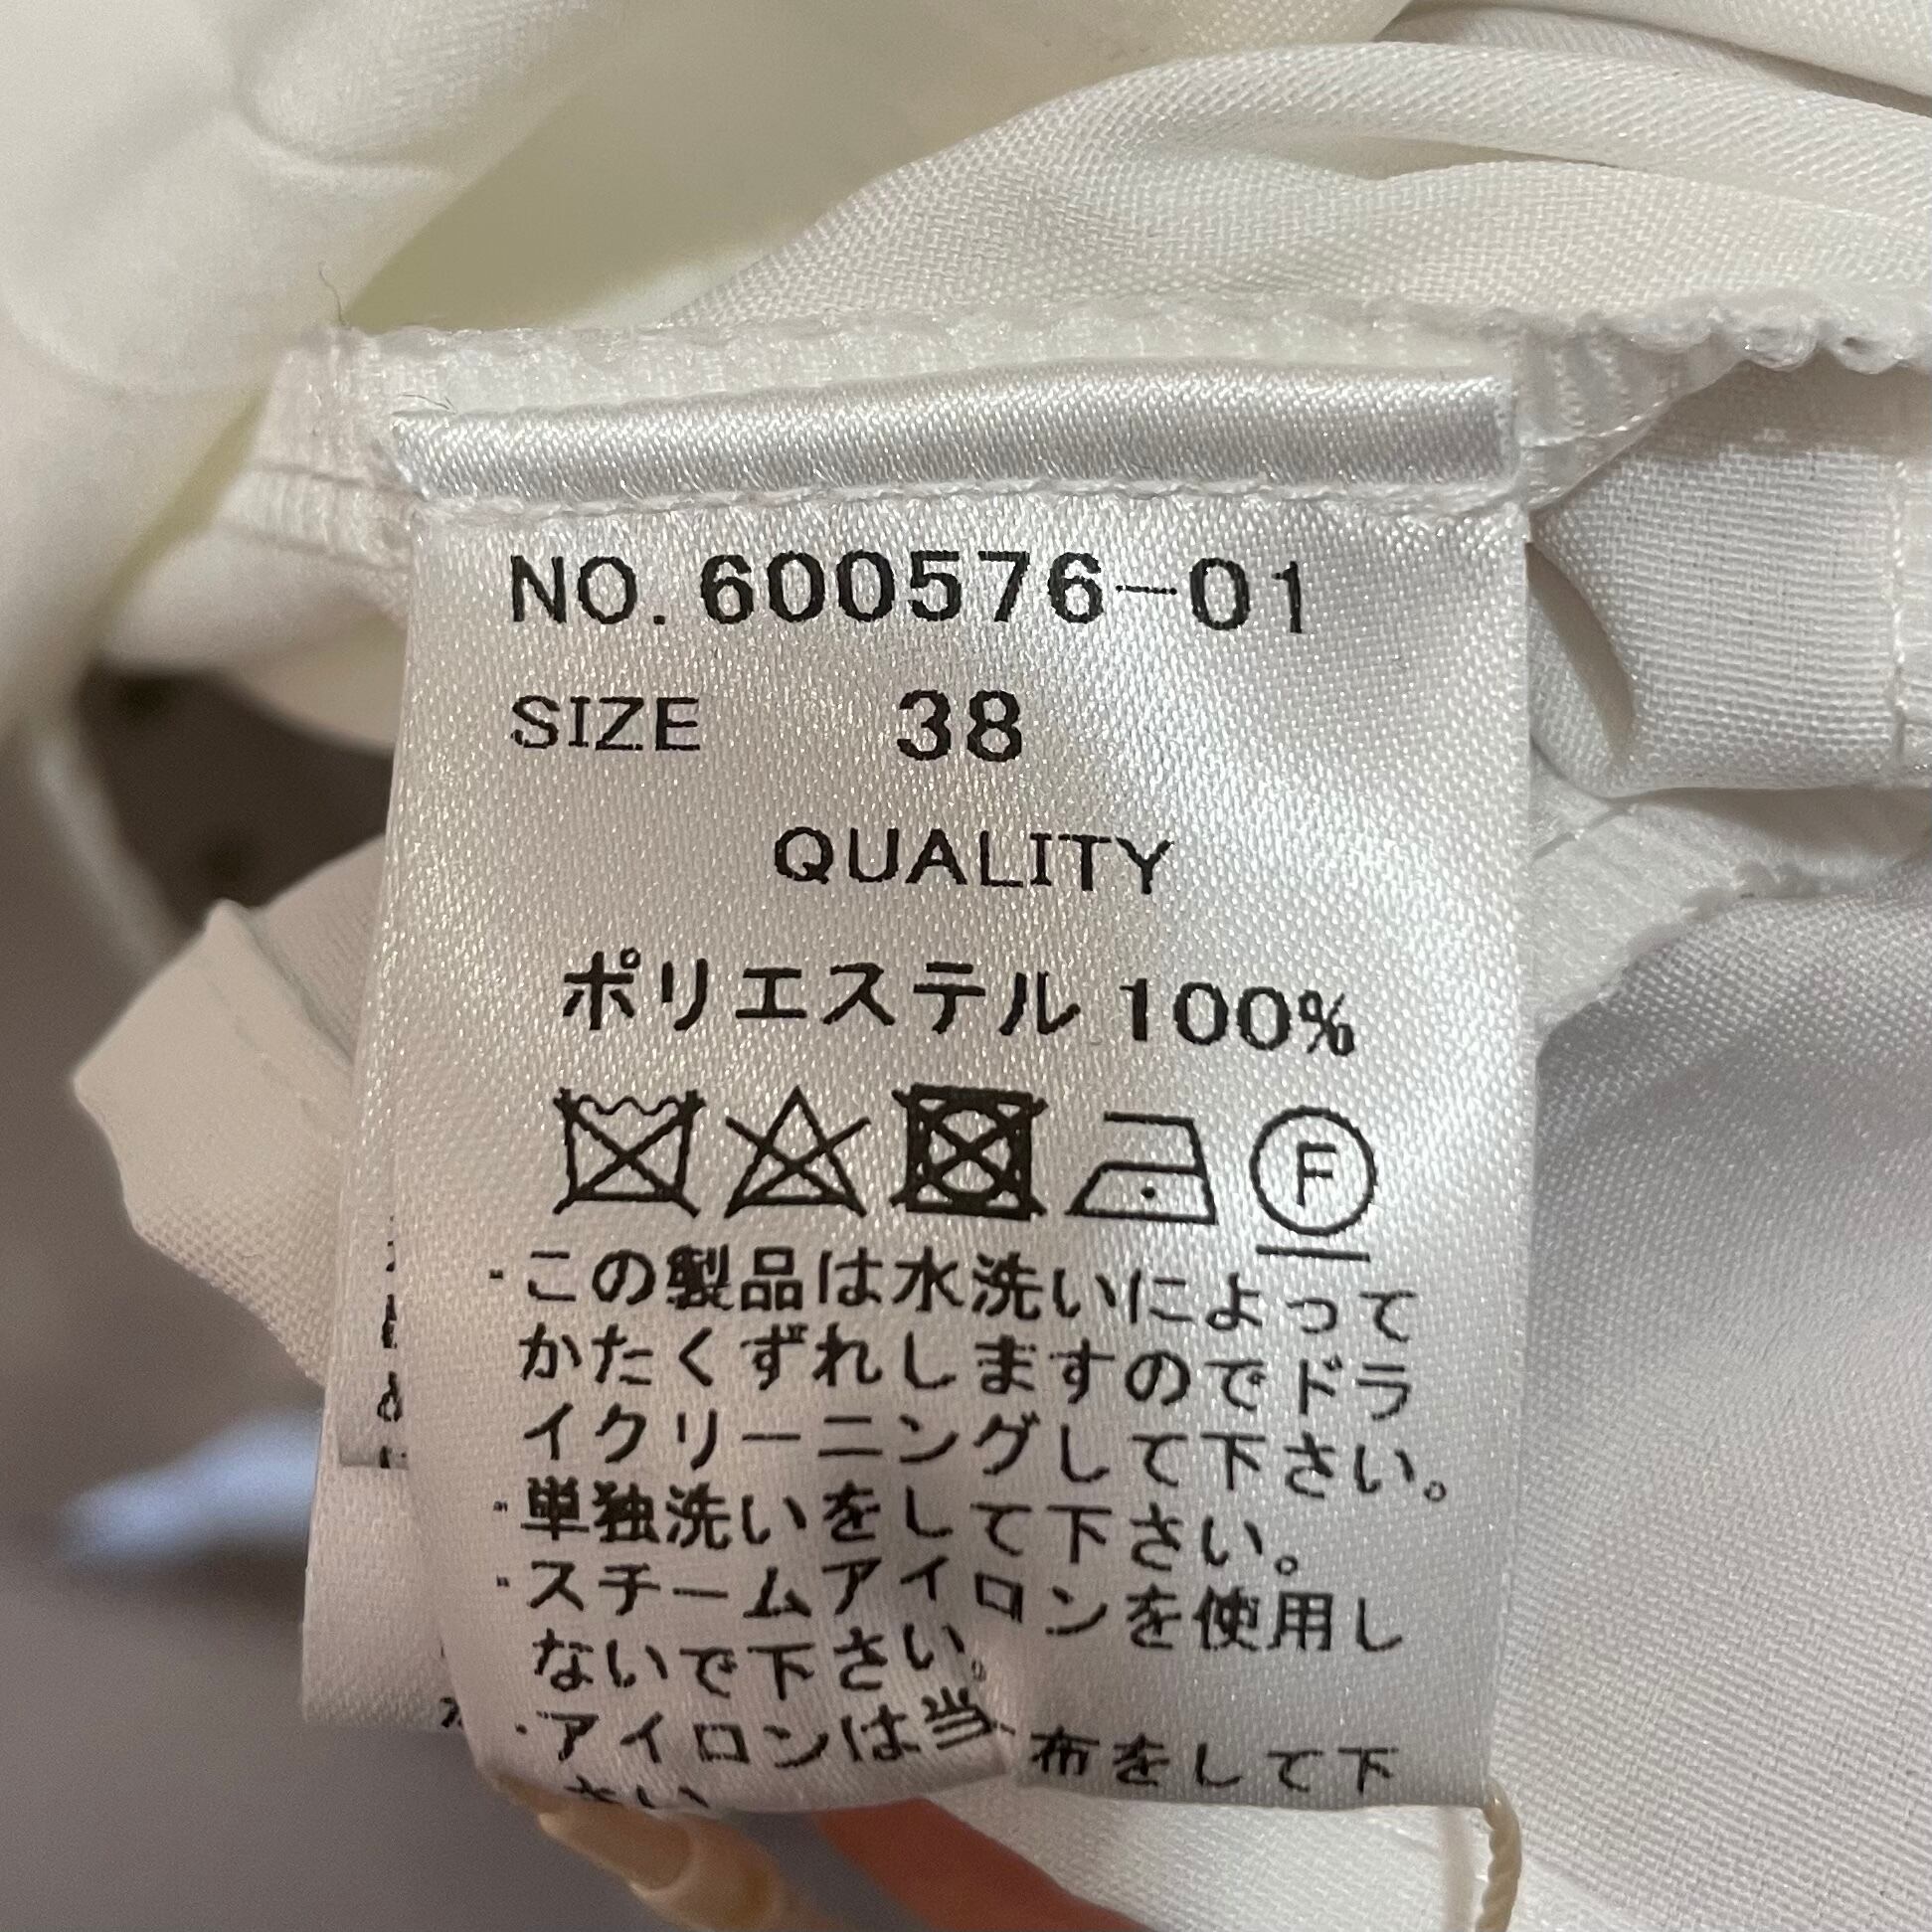 NO. 600576-01
SIZE 38
QUALITY
ポリエステル 100%
F
・この製品は水洗いによって
かたくずれしますのでドラ
イクリーニングして下さい。
・単独洗いをして下さい。
・スチームアイロンを使用し
ないで下さい。
・アイロンは当布をして下
さい